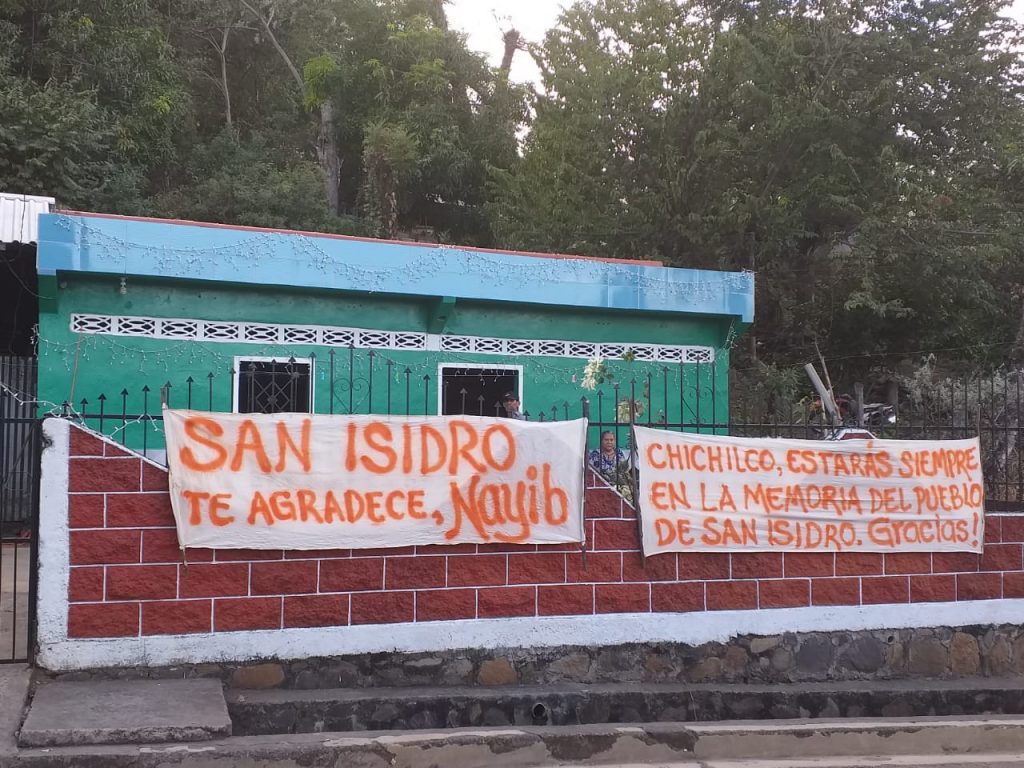 SAN ISIDRO
TE AGRADECE, Nayib
CHICHILCO, ESTARÁS SIEMPRE
EN LA MEMORIA DEL PUEBLO
DE SAN ISIDRO. Gracias!